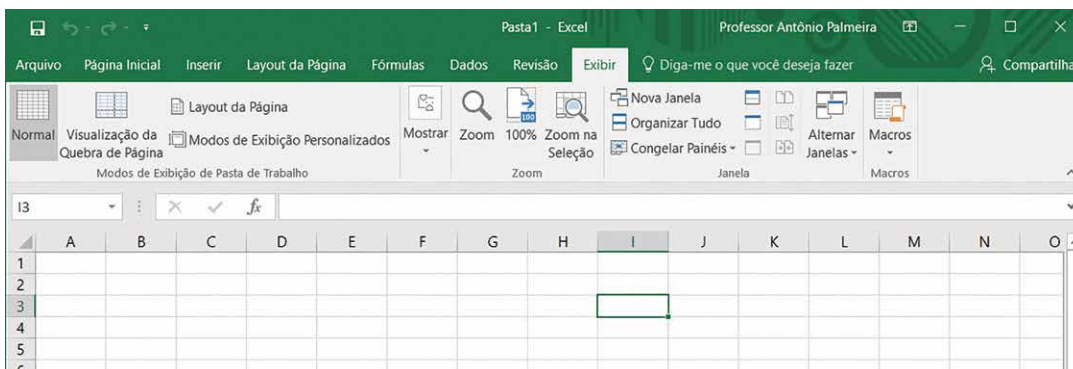 Pasta1 - Excel
Professor Antônio Palmeira
Arquivo Página Inicial Inserir Layout da Página Fórmulas Dados Revisão Exibir Diga-me o que você deseja fazer Compartilha
Normal
Visualização da
Quebra de Página
Layout da Página
Modos de Exibição Personalizados
Modos de Exibição de Pasta de Trabalho
Mostrar
Zoom
100
100%
Zoom na
Seleção
Zoom
Nova Janela
Organizar Tudo
Congelar Painéis
Alternar
Janelas
Janela
Macros
Macros
I3
fx
A B C D E F G H I J K L M N O
1
2
3
4
5